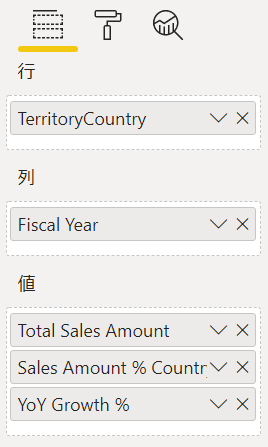 行
TerritoryCountry
列
Fiscal Year
値
Total Sales Amount
Sales Amount % Countr
YoY Growth %